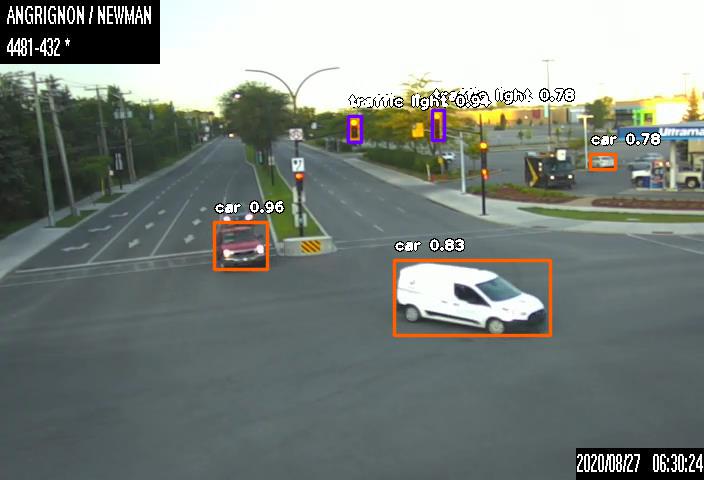 ANGRIGNON / NEWMAN
4481-432 *
traffic light 0.94
traffic light 0.78
car 0.78
Ultrama
car 0.96
car 0.83
2020/08/27 06:30:24